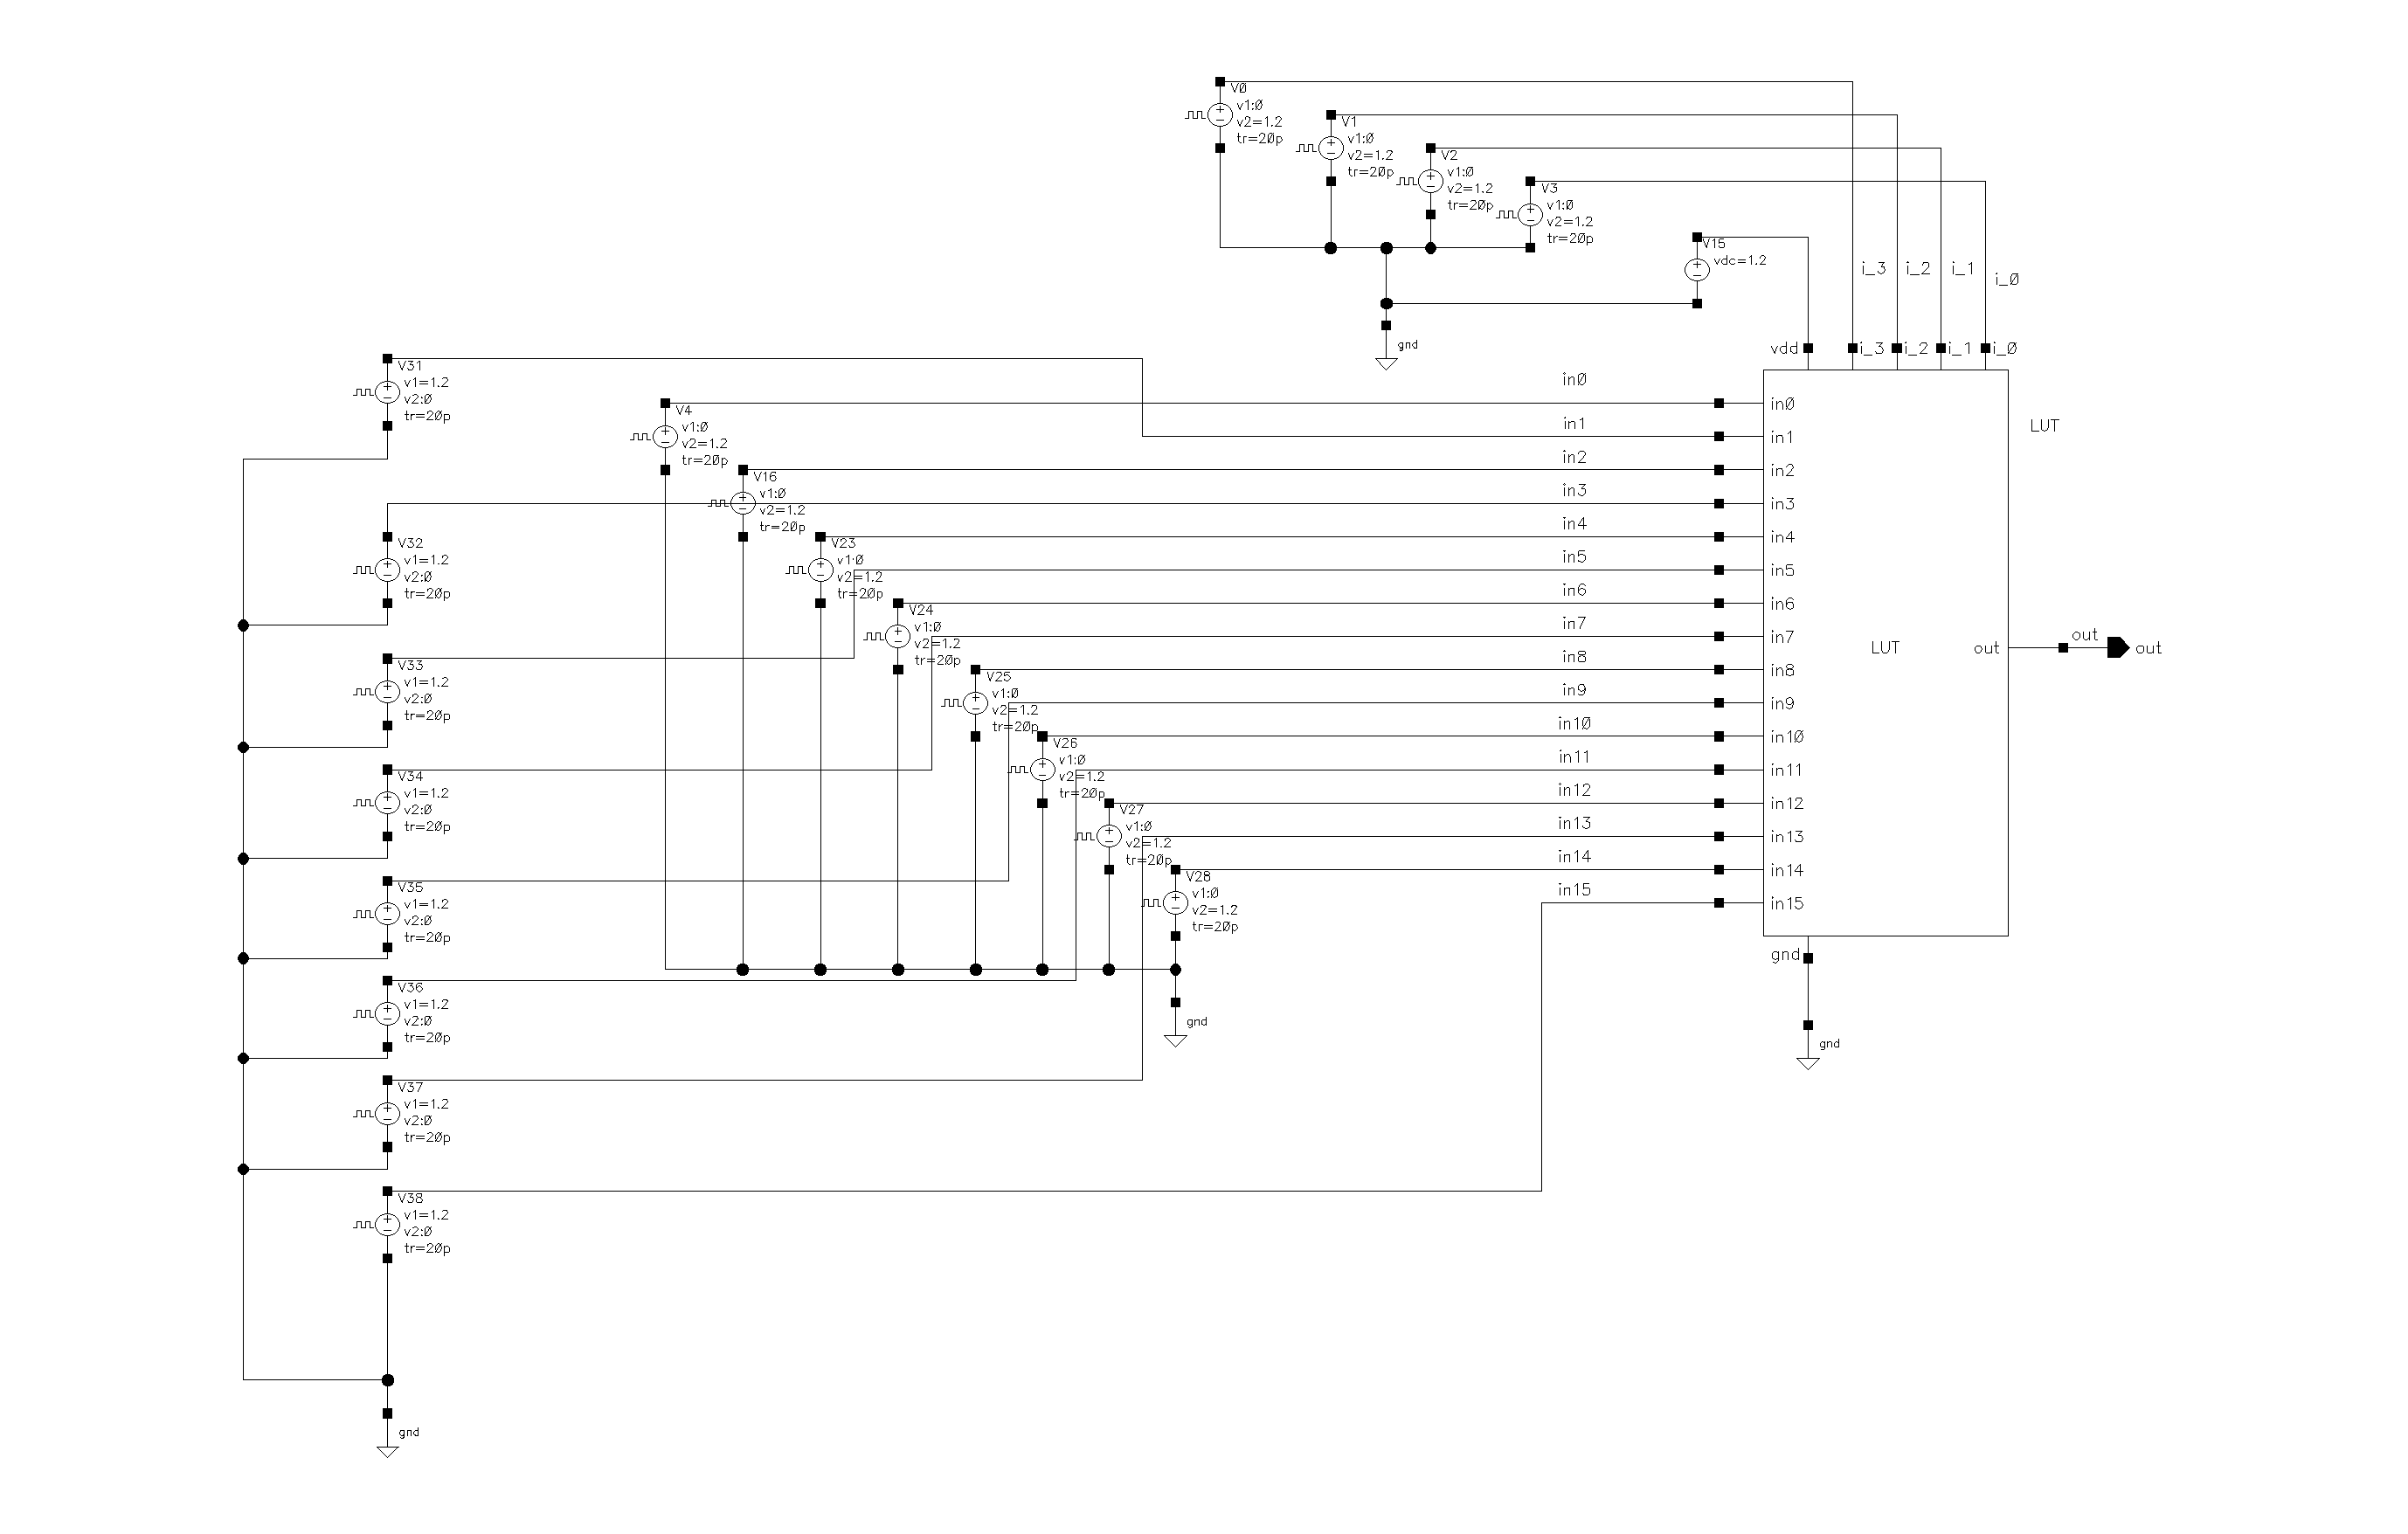 V0
v1:0
v2=1.2
tr=20p
V1
v1:0
v2=1.2
tr=20p
V2
v1:0
v2=1.2
tr=20p
V3
v1:0
v2=1.2
tr=20p
V15
vdc=1.2
i_3
i_2
i_1
i_0
gnd
vdd
i_3
i_2
i_1
i_0
V31
v1=1.2
v2:0
tr=20p
V4
v1:0
v2=1.2
tr=20p
V16
v1:0
v2=1.2
tr=20p
V32
v1=1.2
v2:0
tr=20p
V23
v1:0
v2=1.2
tr=20p
V24
v1:0
v2=1.2
tr=20p
V33
v1=1.2
v2:0
tr=20p
V25
v1:0
v2=1.2
tr=20p
V34
v1=1.2
v2:0
tr=20p
V26
v1:0
v2=1.2
tr=20p
V27
v1:0
v2=1.2
tr=20p
V35
v1=1.2
v2:0
tr=20p
V28
v1:0
v2=1.2
tr=20p
V36
v1=1.2
v2:0
tr=20p
gnd
V37
v1=1.2
v2:0
tr=20p
V38
v1=1.2
v2:0
tr=20p
gnd
in0
in1
in2
in3
in4
in5
in6
in7
in8
in9
in10
in11
in12
in13
in14
in15
in0
in1
in2
in3
in4
in5
in6
in7
in8
in9
in10
in11
in12
in13
in14
in15
LUT
LUT
out
out
out
gnd
gnd